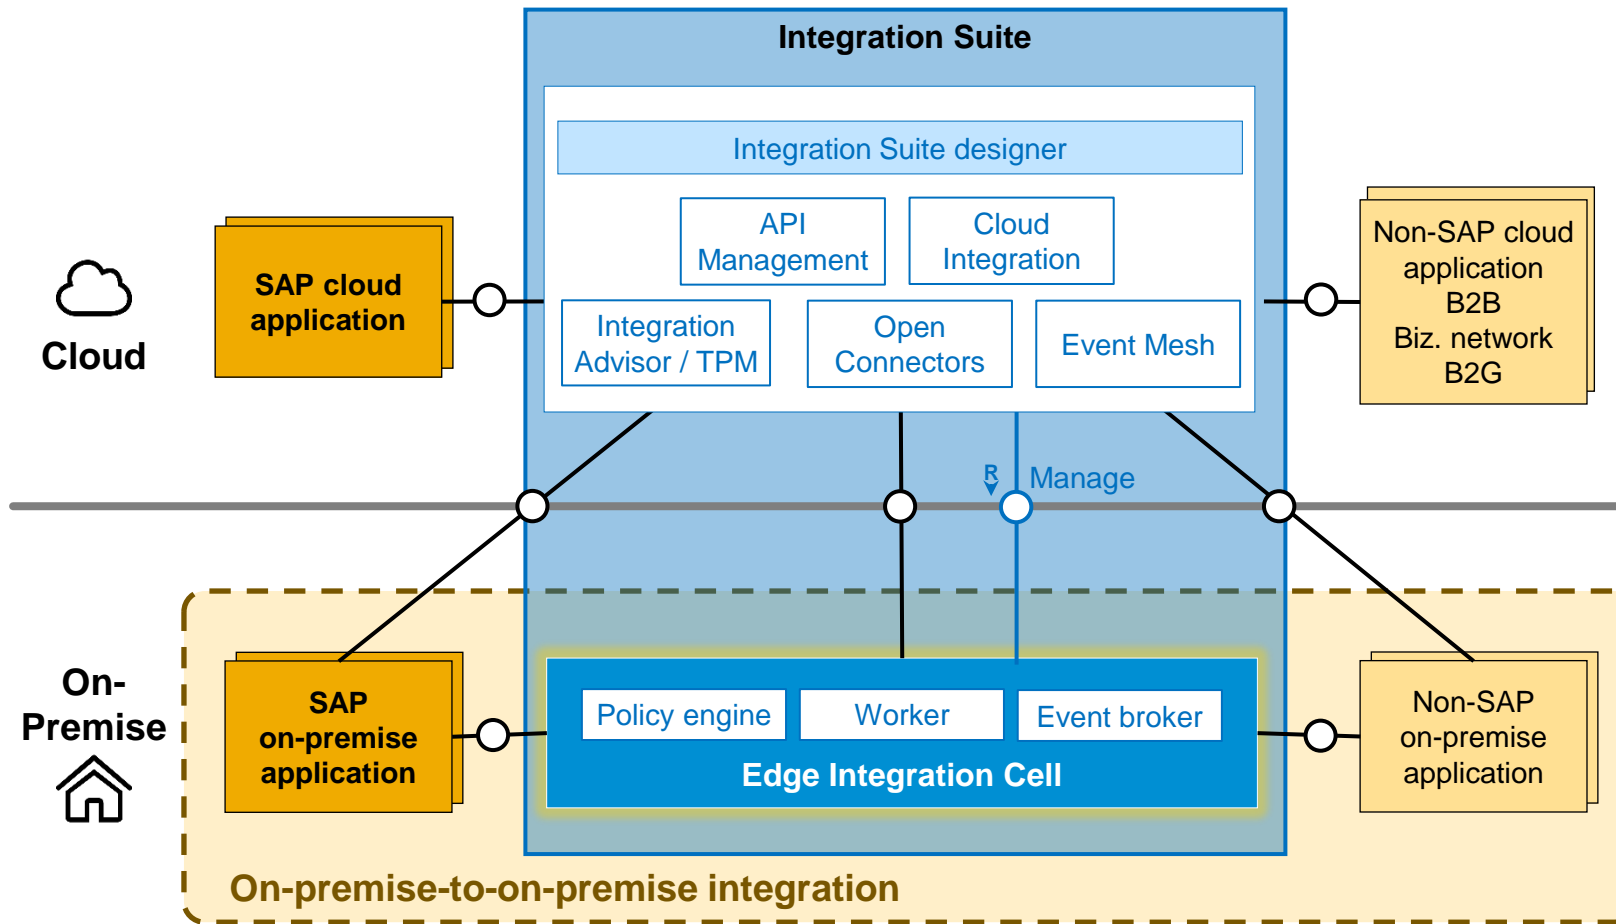 Integration Suite
Integration Suite designer
API
Management
Cloud
Integration
Integration
Advisor / TPM
Open
Connectors
Event Mesh
SAP cloud
application
Non-SAP cloud
application
B2B
Biz. network
B2G
Cloud
R
Manage
On-
Premise
SAP
on-premise
application
Policy engine
Worker
Event broker
Edge Integration Cell
Non-SAP
on-premise
application
On-premise-to-on-premise integration